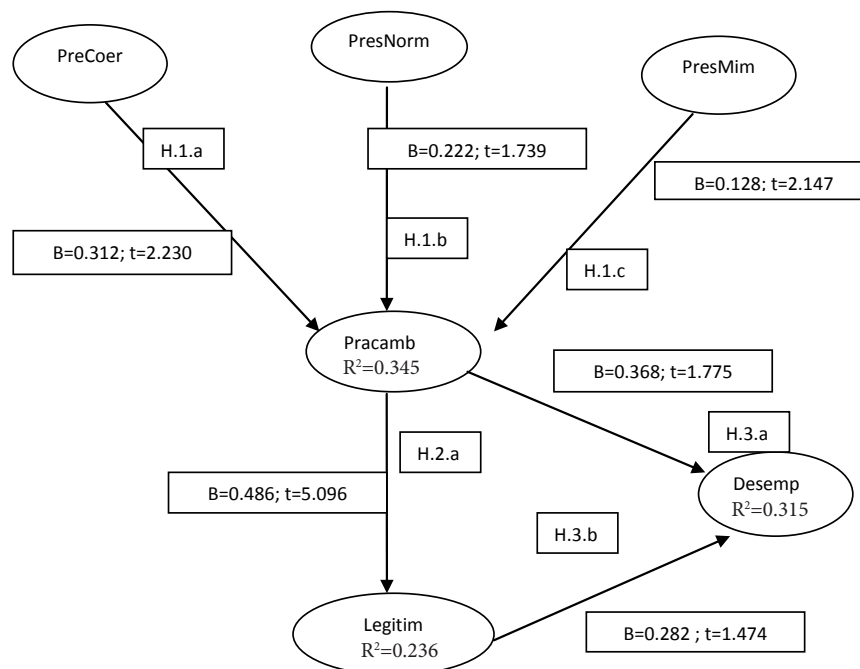 PreCoer
PresNorm
PresMim
H.1.a
B=0.222; t=1.739
B=0.128; t=2.147
B=0.312; t=2.230
H.1.b
H.1.c
Pracamb
R²=0.345
B=0.368; t=1.775
H.2.a
H.3.a
B=0.486; t=5.096
Desemp
R²=0.315
H.3.b
Legitim
R²=0.236
B=0.282 ; t=1.474